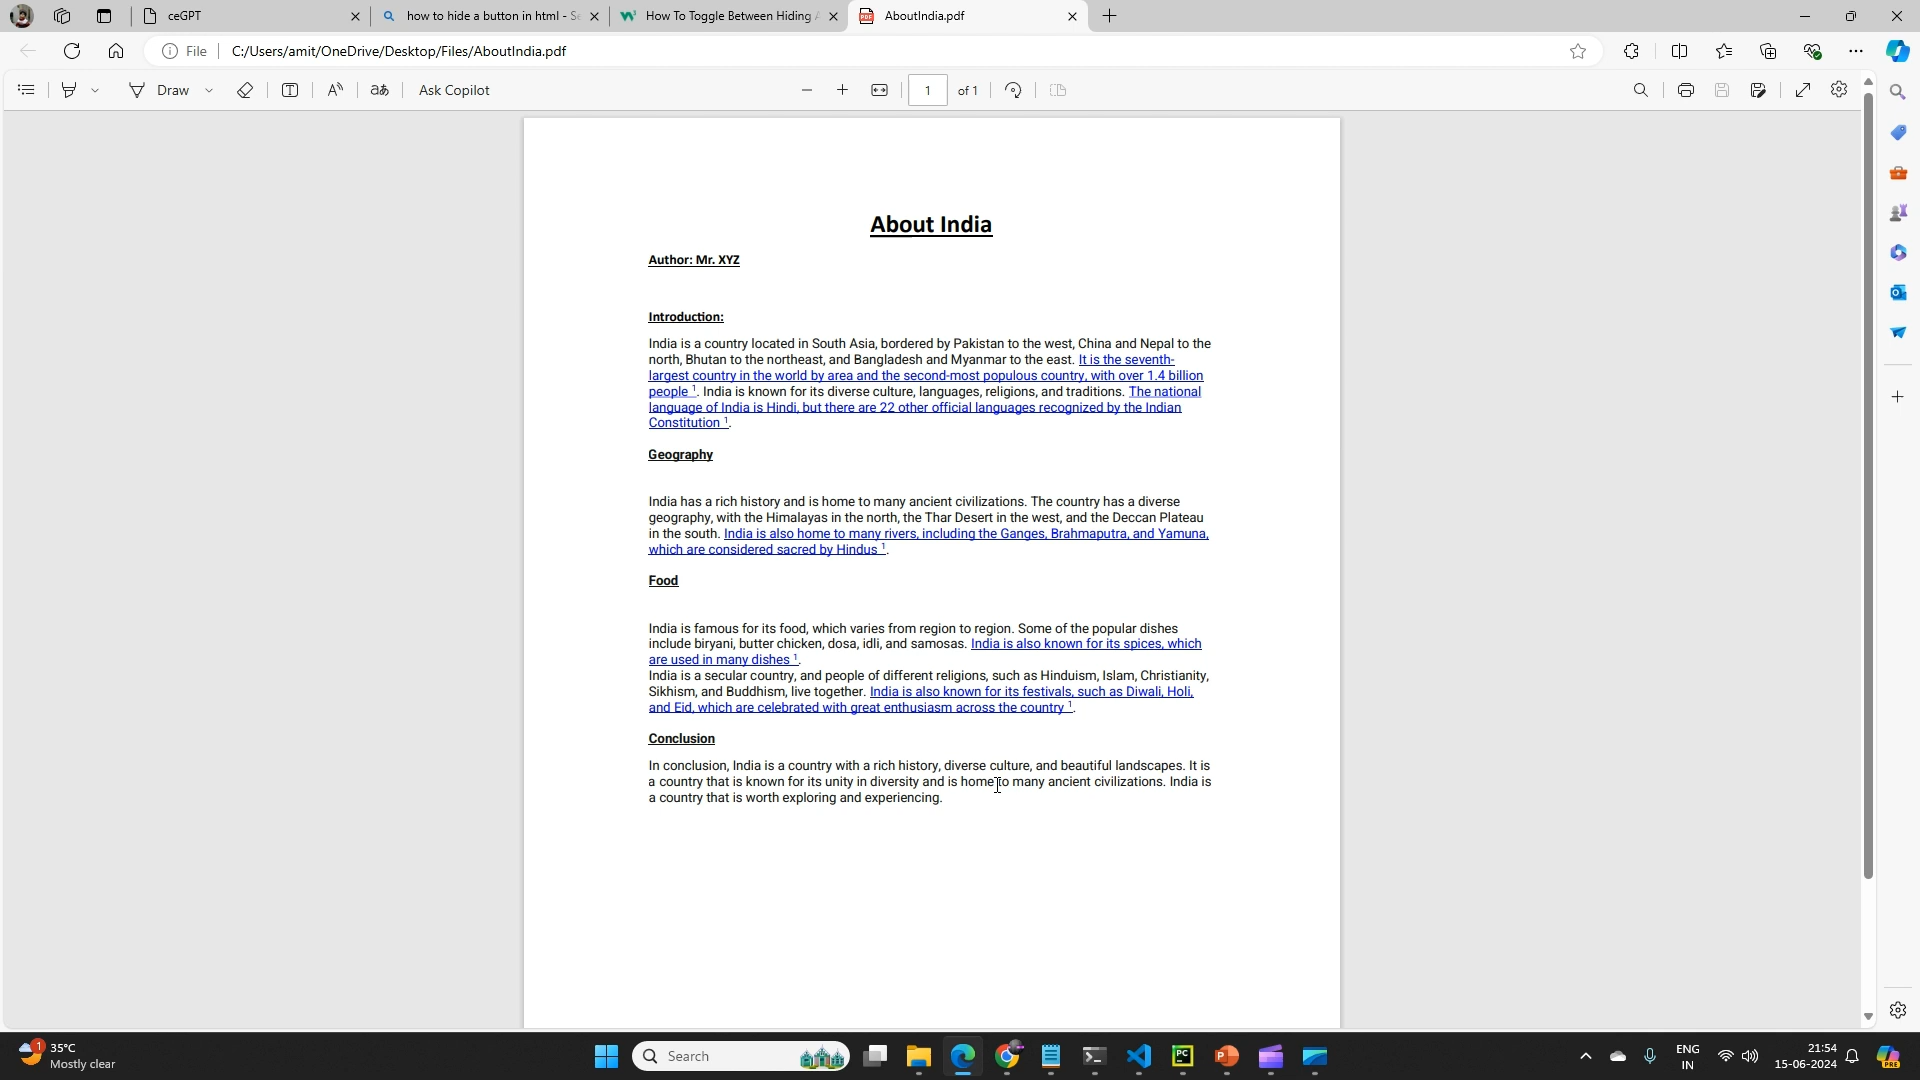 ceGPT
how to hide a button in html - Se
How To Toggle Between Hiding A
AboutIndia.pdf
File
C:/Users/amit/OneDrive/Desktop/Files/AboutIndia.pdf
Draw
Ask Copilot
1
of 1
About India
Author: Mr. XYZ
Introduction:
India is a country located in South Asia, bordered by Pakistan to the west, China and Nepal to the
north, Bhutan to the northeast, and Bangladesh and Myanmar to the east. It is the seventh-
largest country in the world by area and the second-most populous country, with over 1.4 billion
people ¹. India is known for its diverse culture, languages, religions, and traditions. The national
language of India is Hindi, but there are 22 other official languages recognized by the Indian
Constitution ¹.
Geography
India has a rich history and is home to many ancient civilizations. The country has a diverse
geography, with the Himalayas in the north, the Thar Desert in the west, and the Deccan Plateau
in the south. India is also home to many rivers, including the Ganges, Brahmaputra, and Yamuna,
which are considered sacred by Hindus ¹.
Food
India is famous for its food, which varies from region to region. Some of the popular dishes
include biryani, butter chicken, dosa, idli, and samosas. India is also known for its spices, which
are used in many dishes ¹.
India is a secular country, and people of different religions, such as Hinduism, Islam, Christianity,
Sikhism, and Buddhism, live together. India is also known for its festivals, such as Diwali, Holi,
and Eid, which are celebrated with great enthusiasm across the country ¹.
Conclusion
In conclusion, India is a country with a rich history, diverse culture, and beautiful landscapes. It is
a country that is known for its unity in diversity and is home to many ancient civilizations. India is
a country that is worth exploring and experiencing.
1
35°C
Mostly clear
Search
ENG
IN
21:54
15-06-2024